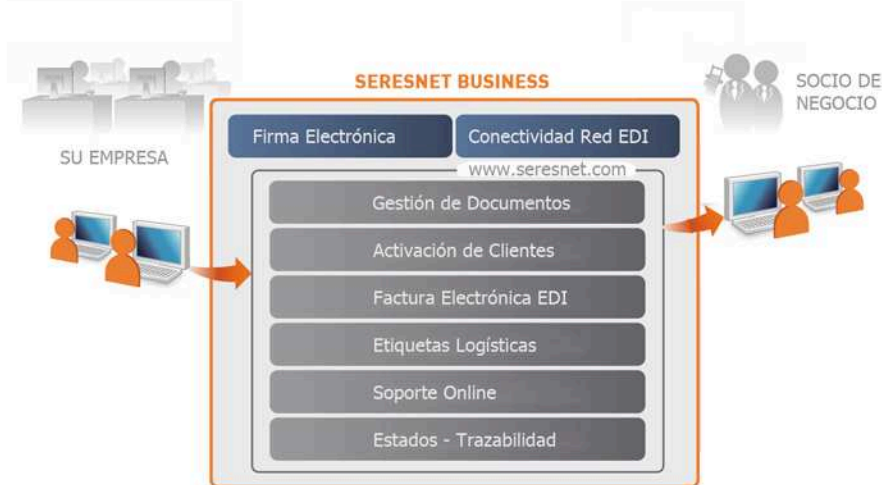 SERESNET BUSINESS
SOCIO DE
NEGOCIO
SU EMPRESA
Firma Electrónica
Conectividad Red EDI
www.seresnet.com
Gestión de Documentos
Activación de Clientes
Factura Electrónica EDI
Etiquetas Logísticas
Soporte Online
Estados - Trazabilidad